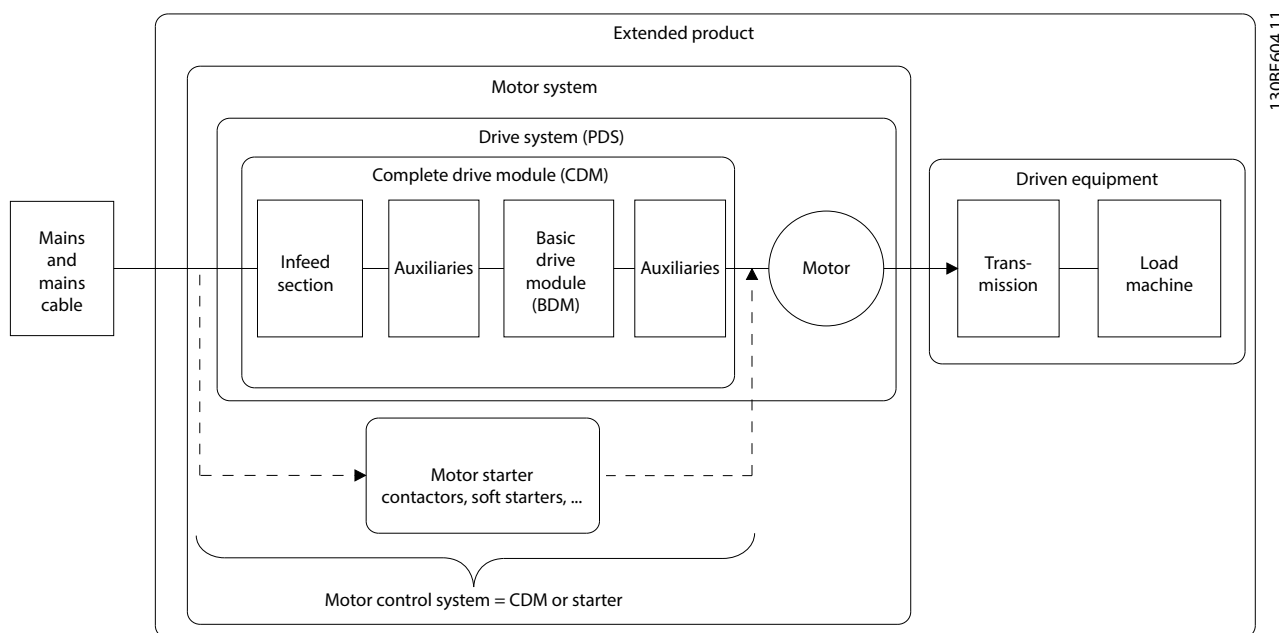 Extended product
130BF604.11
Motor system
Drive system (PDS)
Complete drive module (CDM)
Driven equipment
Mains
and
mains
cable
Infeed
section
Auxiliaries
Basic
drive
module
(BDM)
Auxiliaries
Motor
Trans-
mission
Load
machine
Motor starter
contactors, soft starters, ...
Motor control system = CDM or starter